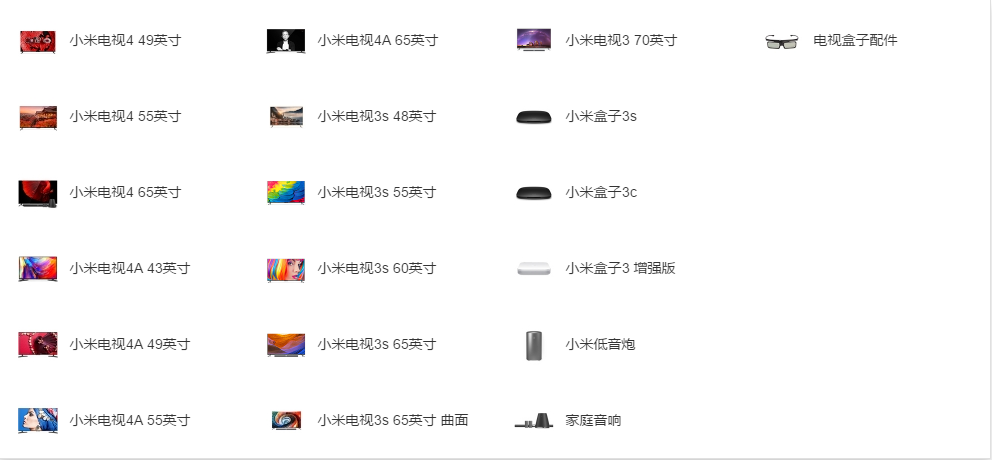 小米电视4 49英寸
小米电视4 55英寸
小米电视4 65英寸
小米电视4A 43英寸
小米电视4A 49英寸
小米电视4A 55英寸
小米电视4A 65英寸
小米电视3s 48英寸
小米电视3s 55英寸
小米电视3s 60英寸
小米电视3s 65英寸
小米电视3s 65英寸 曲面
小米电视3 70英寸
小米盒子3s
小米盒子3c
小米盒子3 增强版
小米低音炮
家庭音响
电视盒子配件